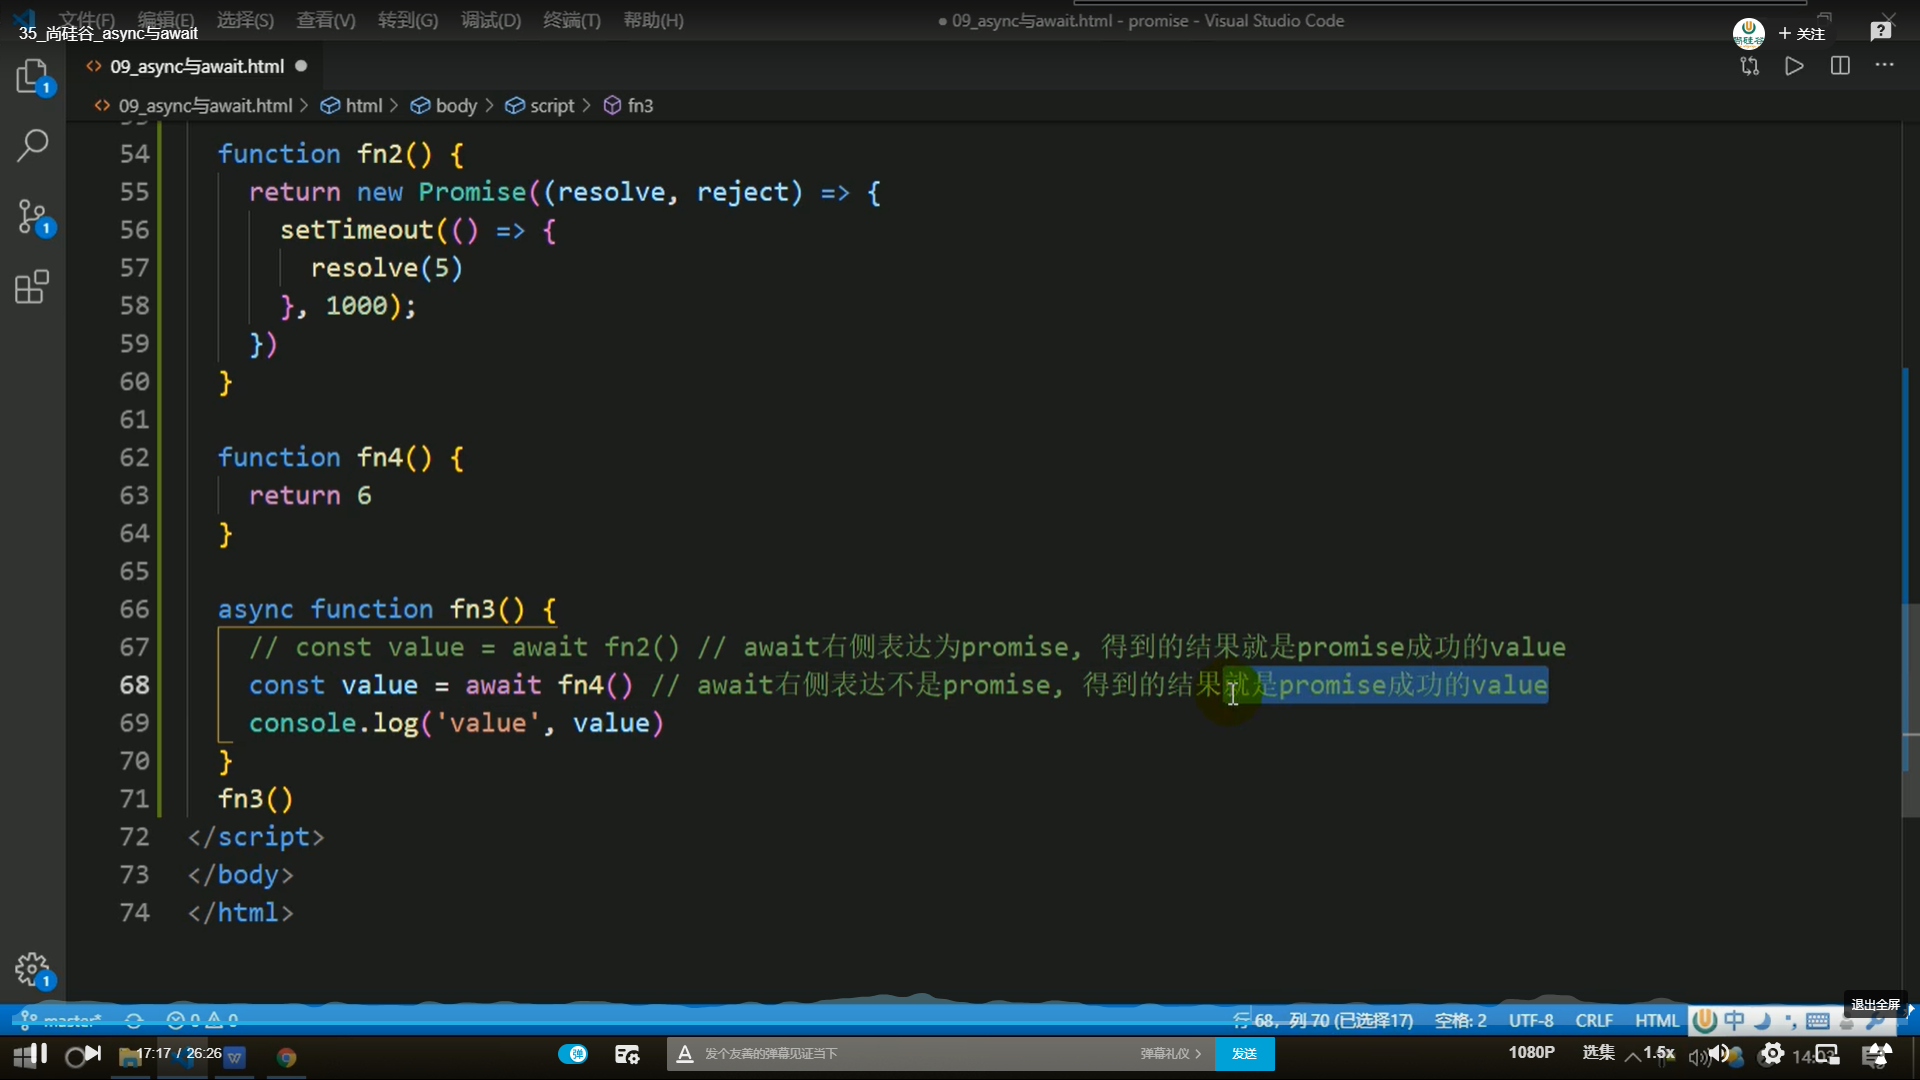 文件(F) 编辑(E) 选择(S) 查看(V) 转到(G) 调试(D) 终端(T) 帮助(H)
● 09_async与await.html - promise - Visual Studio Code
35_尚硅谷_async与await
+ 关注
<> 09_async与await.html ●
<> 09_async与await.html > html > body > script > fn3
54 function fn2() {
55 return new Promise((resolve, reject) => {
56 setTimeout(() => {
57 resolve(5)
58 }, 1000);
59 })
60 }
61
62 function fn4() {
63 return 6
64 }
65
66 async function fn3() {
67 // const value = await fn2() // await右侧表达为promise, 得到的结果就是promise成功的value
68 const value = await fn4() // await右侧表达不是promise, 得到的结果就是promise成功的value
69 console.log('value', value)
70 }
71 fn3()
72 </script>
73 </body>
74 </html>
退出全屏
master* 0 0 行 68，列 70 (已选择17) 空格: 2 UTF-8 CRLF HTML 中
17:17 / 26:26 弹 发个友善的弹幕见证当下 弹幕礼仪 > 发送 1080P 选集 1.5x